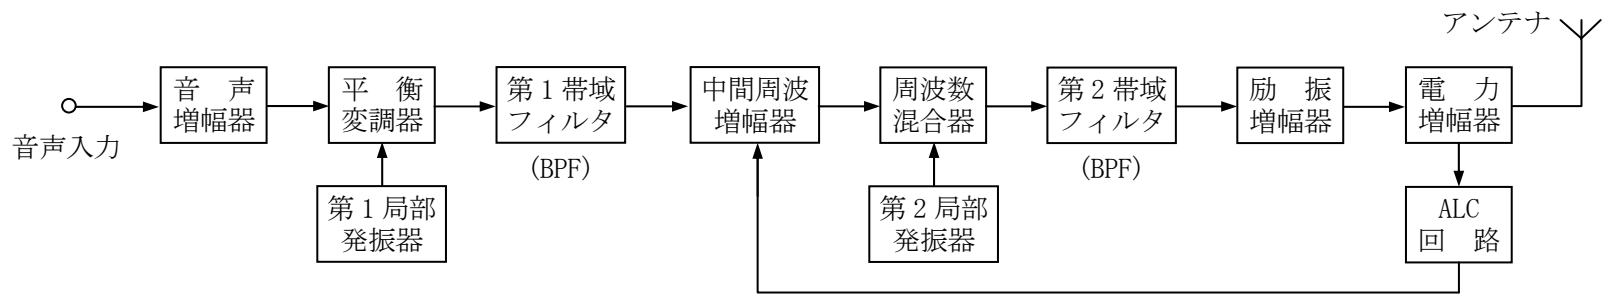 アンテナ
音声入力
音　声
増幅器
平　衡
変調器
第1局部
発振器
第1帯域
フィルタ
(BPF)
中間周波
増幅器
周波数
混合器
第2局部
発振器
第2帯域
フィルタ
(BPF)
励　振
増幅器
電　力
増幅器
ALC
回　路